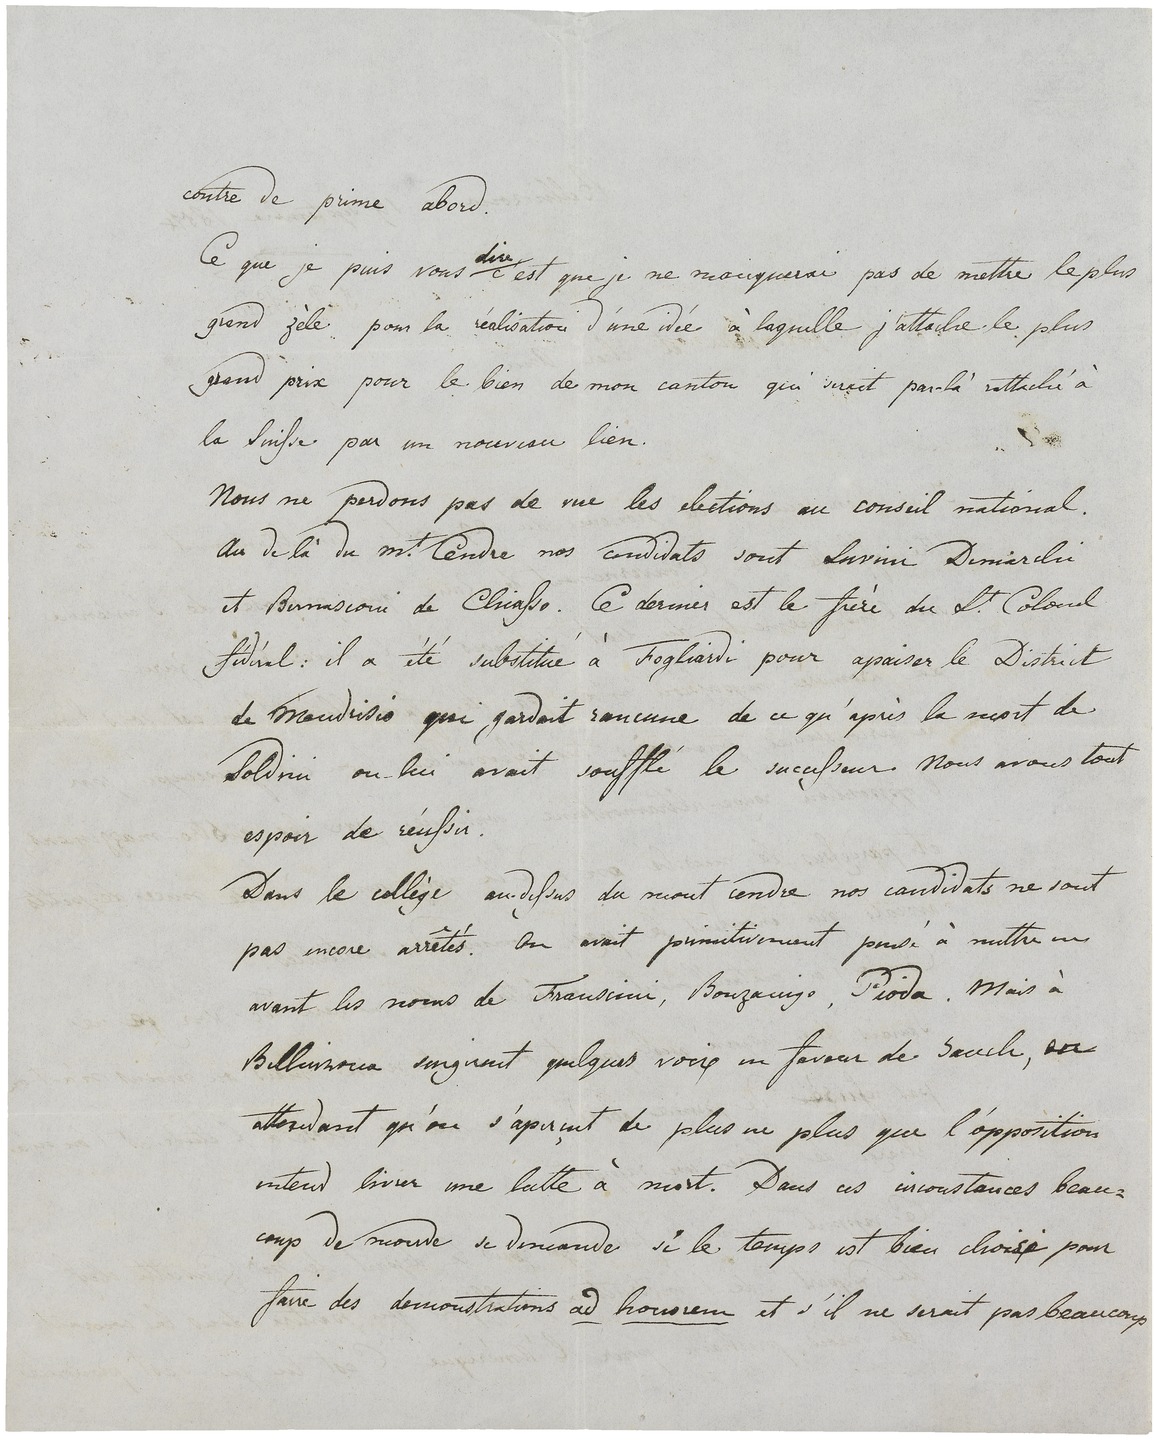 contre de prime abord.
Ce que je puis vous dire c'est que je ne manquerai pas de mettre le plus
grand zèle pour la réalisation d'une idée à laquelle j'attache le plus
grand prix pour le bien de mon canton qui serait par-là rattaché à
la Suisse par un nouveau lien.
Nous ne perdons pas de vue les elections au conseil national.
Au de là du Mt. Cendre nos candidats sont Luvini Demarchi
et Bernasconi de Chiasso. Ce dernier est le frère du Lt. Colonel
fédéral: il a été substitué à Fogliardi pour apaiser le District
de Mendrisio qui gardait rancune de ce qu'après la mort de
Soldini on lui avait soufflé le successeur. Nous avons tout
espoir de réussir.
Dans le collége au-dessus du mont cendre nos candidats ne sont
pas encore arrêtés. On avait primitivement pensé à mettre en
avant les noms de Franscini, Bonzanigo, Pioda. Mais à
Bellinzona surgirent quelques voix en faveur de Jauch, en
attendant qu'on s'aperçut de plus en plus que l'opposition
entend livrer une lutte à mort. Dans ces circonstances beau=
coup de monde se demande si le temps est bien choisi pour
faire des demonstrations ad honorem et s'il ne serait pas beaucoup